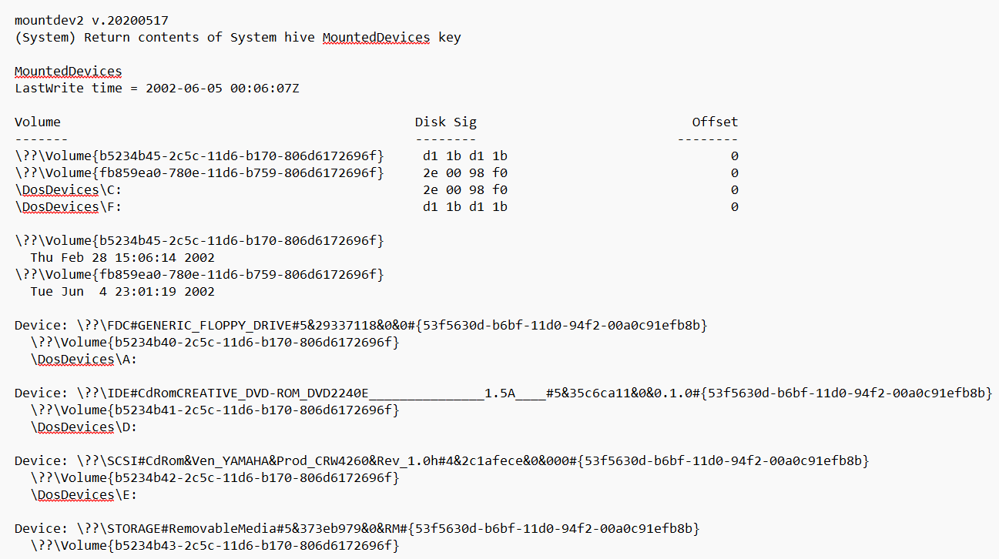 mountdev2 v.20200517
(System) Return contents of System hive MountedDevices key
MountedDevices
LastWrite time = 2002-06-05 00:06:07Z
Volume Disk Sig Offset
------- -------- --------
\??\Volume{b5234b45-2c5c-11d6-b170-806d6172696f} d1 1b d1 1b 0
\??\Volume{fb859ea0-780e-11d6-b759-806d6172696f} 2e 00 98 f0 0
\DosDevices\C: 2e 00 98 f0 0
\DosDevices\F: d1 1b d1 1b 0
\??\Volume{b5234b45-2c5c-11d6-b170-806d6172696f}
Thu Feb 28 15:06:14 2002
\??\Volume{fb859ea0-780e-11d6-b759-806d6172696f}
Tue Jun  4 23:01:19 2002
Device: \??\FDC#GENERIC_FLOPPY_DRIVE#5&29337118&0&0#{53f5630d-b6bf-11d0-94f2-00a0c91efb8b}
\??\Volume{b5234b40-2c5c-11d6-b170-806d6172696f}
\DosDevices\A:
Device: \??\IDE#CdRomCREATIVE_DVD-ROM_DVD2240E_______________1.5A____#5&35c6ca11&0&0.1.0#{53f5630d-b6bf-11d0-94f2-00a0c91efb8b}
\??\Volume{b5234b41-2c5c-11d6-b170-806d6172696f}
\DosDevices\D:
Device: \??\SCSI#CdRom&Ven_YAMAHA&Prod_CRW4260&Rev_1.0h#4&2c1afece&0&000#{53f5630d-b6bf-11d0-94f2-00a0c91efb8b}
\??\Volume{b5234b42-2c5c-11d6-b170-806d6172696f}
\DosDevices\E:
Device: \??\STORAGE#RemovableMedia#5&373eb979&0&RM#{53f5630d-b6bf-11d0-94f2-00a0c91efb8b}
\??\Volume{b5234b43-2c5c-11d6-b170-806d6172696f}